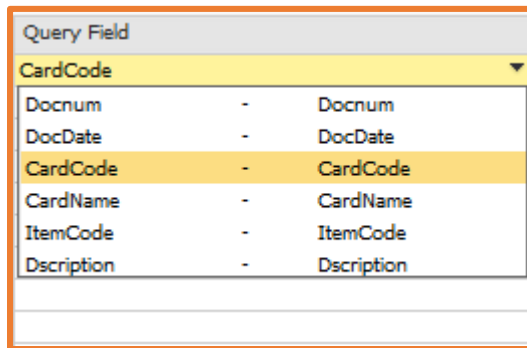 Query Field
CardCode
Docnum - Docnum
DocDate - DocDate
CardCode - CardCode
CardName - CardName
ItemCode - ItemCode
Dscription - Dscription